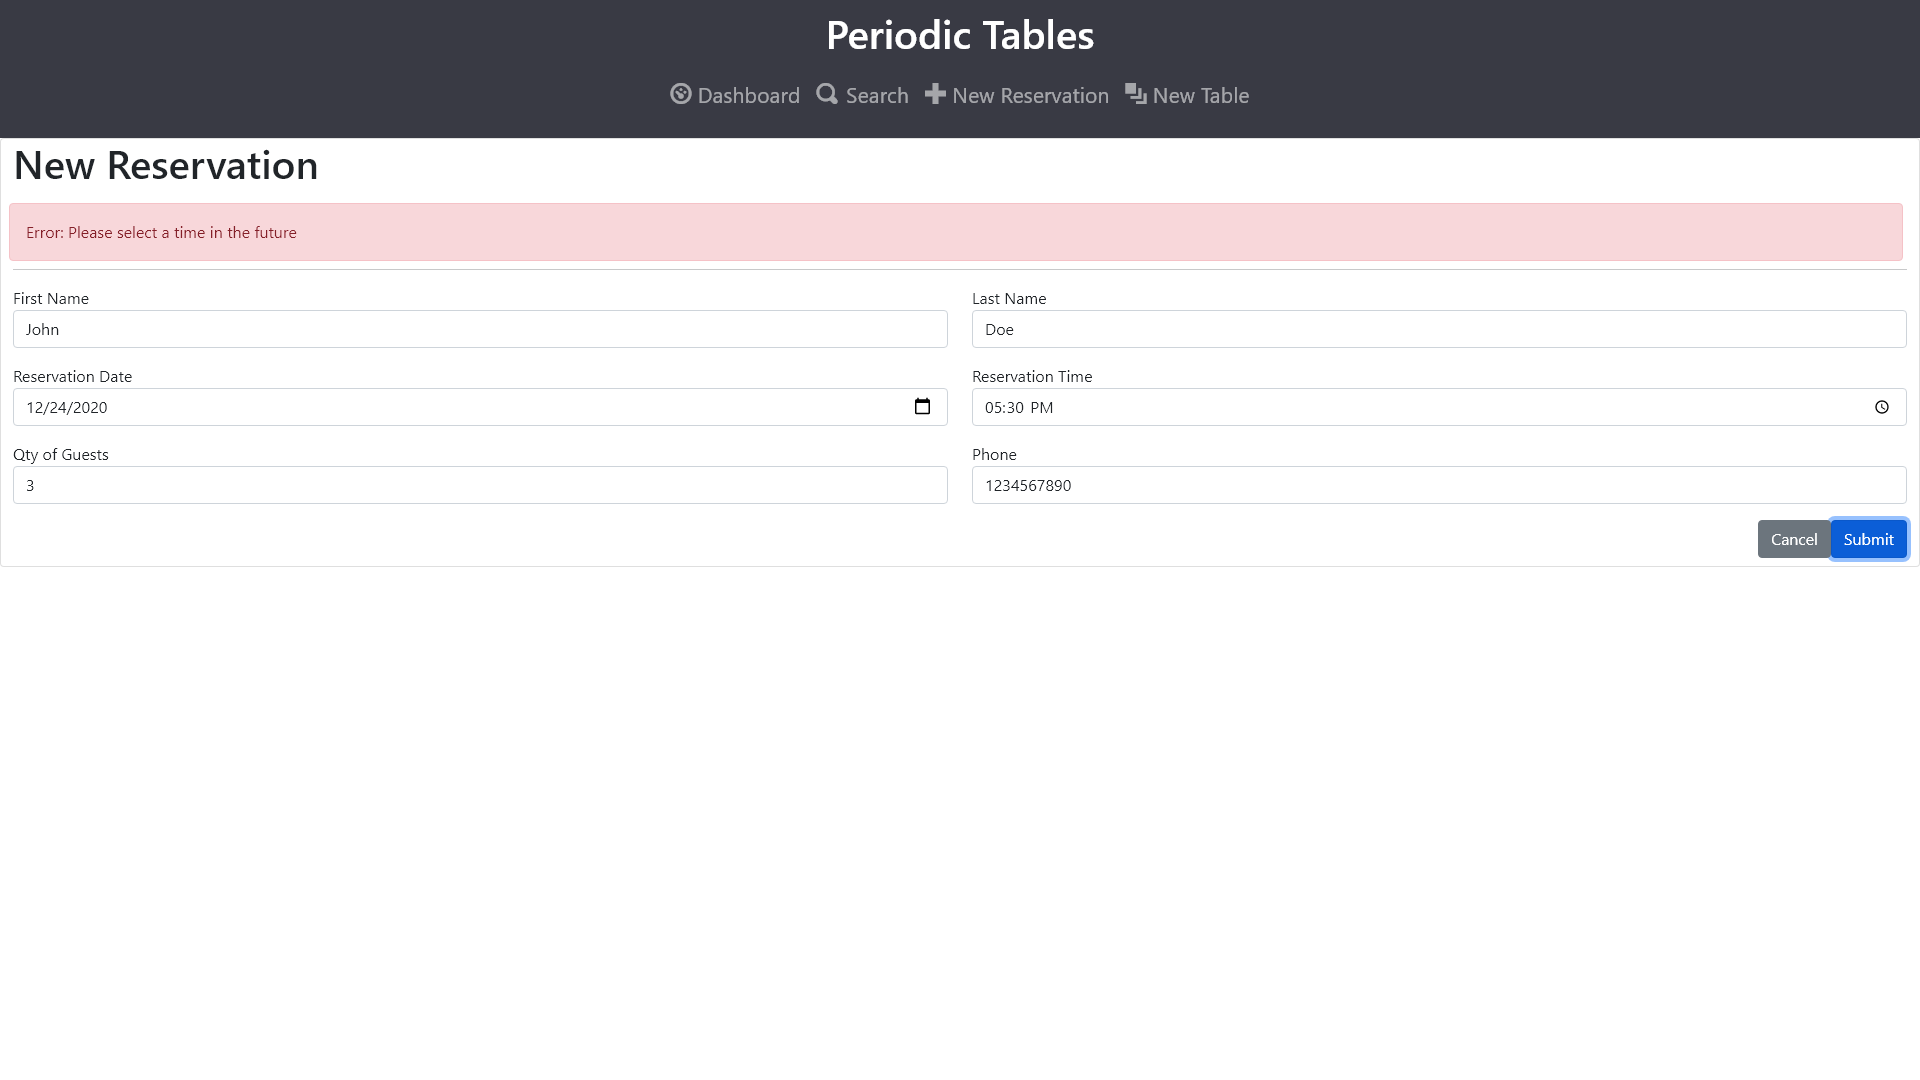 Periodic Tables
Dashboard Search New Reservation New Table
New Reservation
Error: Please select a time in the future
First Name
Last Name
John
Doe
Reservation Date
Reservation Time
12/24/2020
05:30 PM
Qty of Guests
Phone
3
1234567890
Cancel Submit